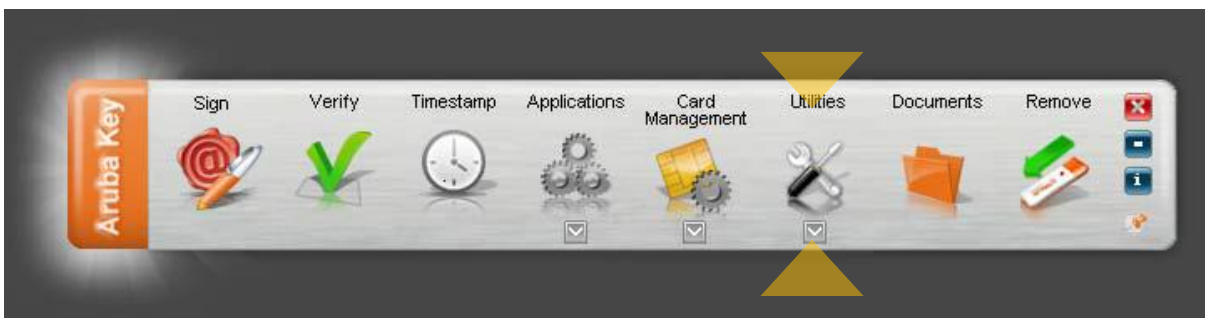 Aruba Key
Sign
Verify
Timestamp
Applications
Card
Management
Utilities
Documents
Remove